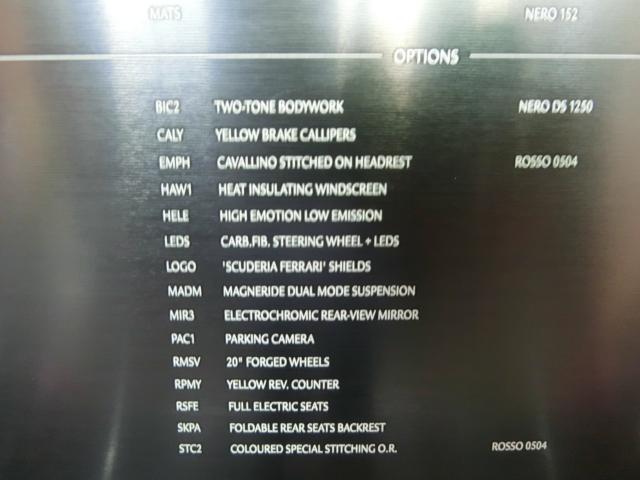 MATS NERO 152
OPTIONS
BIC2 TWO-TONE BODYWORK NERO DS 1250
CALY YELLOW BRAKE CALLIPERS
EMPH CAVALLINO STITCHED ON HEADREST ROSSO 0504
HAW1 HEAT INSULATING WINDSCREEN
HELE HIGH EMOTION LOW EMISSION
LEDS CARB.FIB. STEERING WHEEL + LEDS
LOGO 'SCUDERIA FERRARI' SHIELDS
MADM MAGNERIDE DUAL MODE SUSPENSION
MIR3 ELECTROCHROMIC REAR-VIEW MIRROR
PAC1 PARKING CAMERA
RMSV 20" FORGED WHEELS
RPMY YELLOW REV. COUNTER
RSFE FULL ELECTRIC SEATS
SKPA FOLDABLE REAR SEATS BACKREST
STC2 COLOURED SPECIAL STITCHING O.R. ROSSO 0504